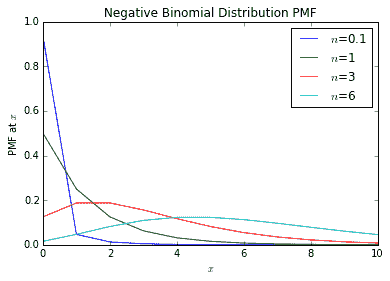 Negative Binomial Distribution PMF
1.0
0.8
0.6
0.4
0.2
0.0
PMF at x
n=0.1
n=1
n=3
n=6
0 2 4 6 8 10
x